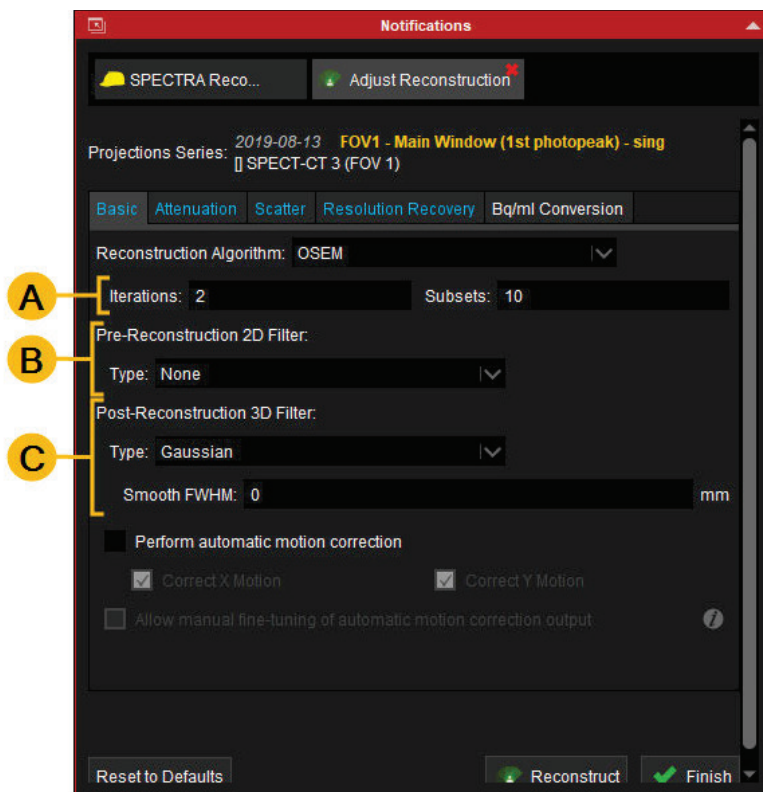 Notifications
SPECTRA Reco...
Adjust Reconstruction
Projections Series: 2019-08-13 FOV1 - Main Window (1st photopeak) - sing
[] SPECT-CT 3 (FOV 1)
Basic Attenuation Scatter Resolution Recovery Bq/ml Conversion
Reconstruction Algorithm: OSEM
A
Iterations: 2 Subsets: 10
Pre-Reconstruction 2D Filter:
B
Type: None
Post-Reconstruction 3D Filter:
C
Type: Gaussian
Smooth FWHM: 0 mm
Perform automatic motion correction
Correct X Motion Correct Y Motion
Allow manual fine-tuning of automatic motion correction output
i
Reset to Defaults Reconstruct Finish